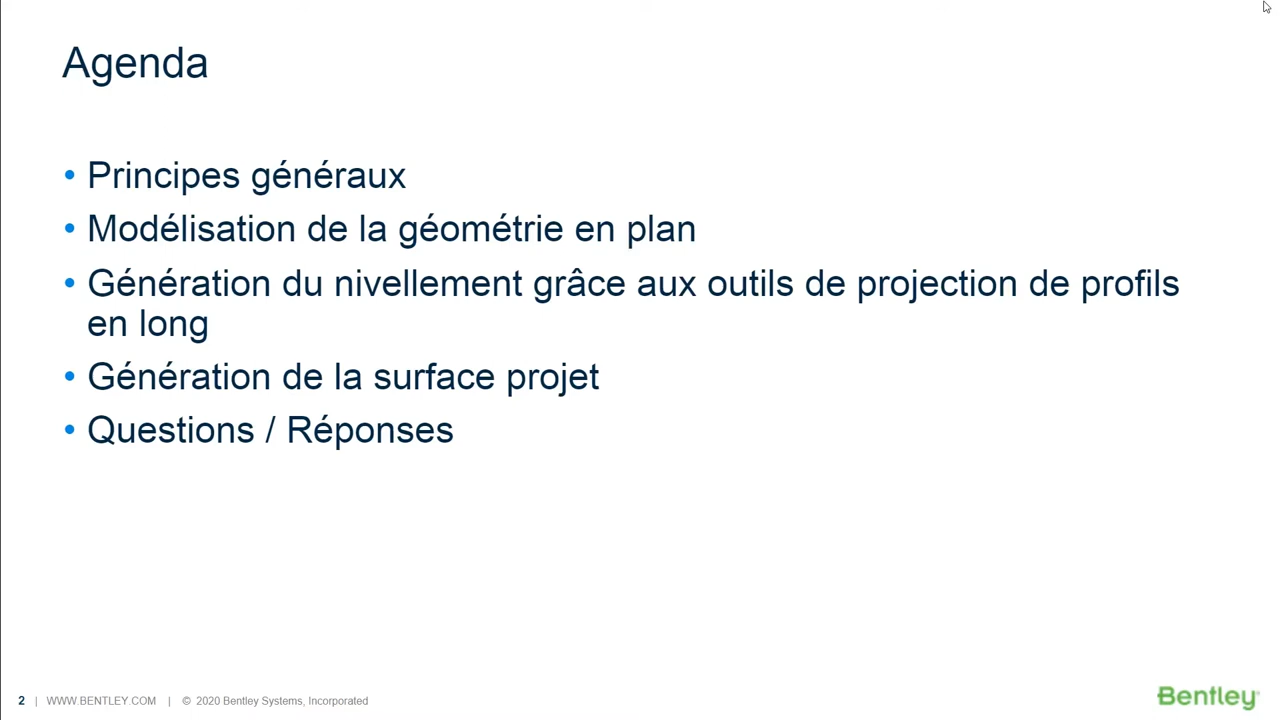 Agenda
• Principes généraux
• Modélisation de la géométrie en plan
• Génération du nivellement grâce aux outils de projection de profils
en long
• Génération de la surface projet
• Questions / Réponses
2 | WWW.BENTLEY.COM | © 2020 Bentley Systems, Incorporated
Bentley